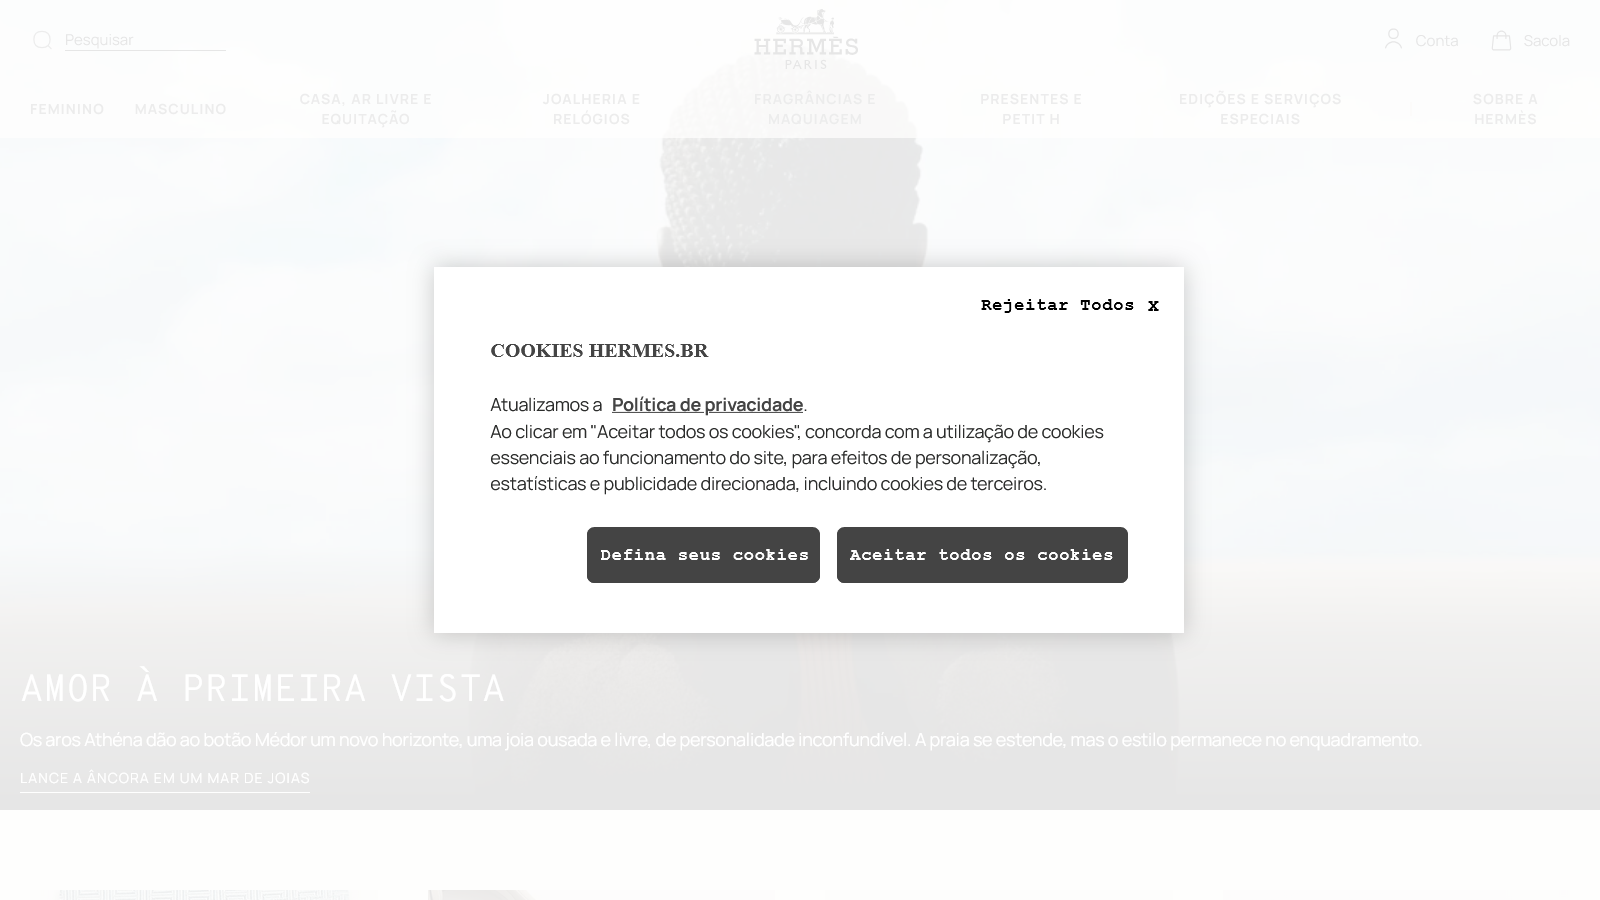 Pesquisar
HERMÈS
PARIS
Conta
Sacola
FEMININO
MASCULINO
CASA, AR LIVRE E
EQUITAÇÃO
JOALHERIA E
RELÓGIOS
FRAGRÂNCIAS E
MAQUIAGEM
PRESENTES E
PETIT H
EDIÇÕES E SERVIÇOS
ESPECIAIS
SOBRE A
HERMÈS
Rejeitar Todos X
COOKIES HERMES.BR
Atualizamos a Política de privacidade.
Ao clicar em "Aceitar todos os cookies", concorda com a utilização de cookies
essenciais ao funcionamento do site, para efeitos de personalização,
estatísticas e publicidade direcionada, incluindo cookies de terceiros.
Defina seus cookies
Aceitar todos os cookies
AMOR À PRIMEIRA VISTA
Os aros Athéna dão ao botão Médor um novo horizonte, uma joia ousada e livre, de personalidade inconfundível. A praia se estende, mas o estilo permanece no enquadramento.
LANCE A ÂNCORA EM UM MAR DE JOIAS